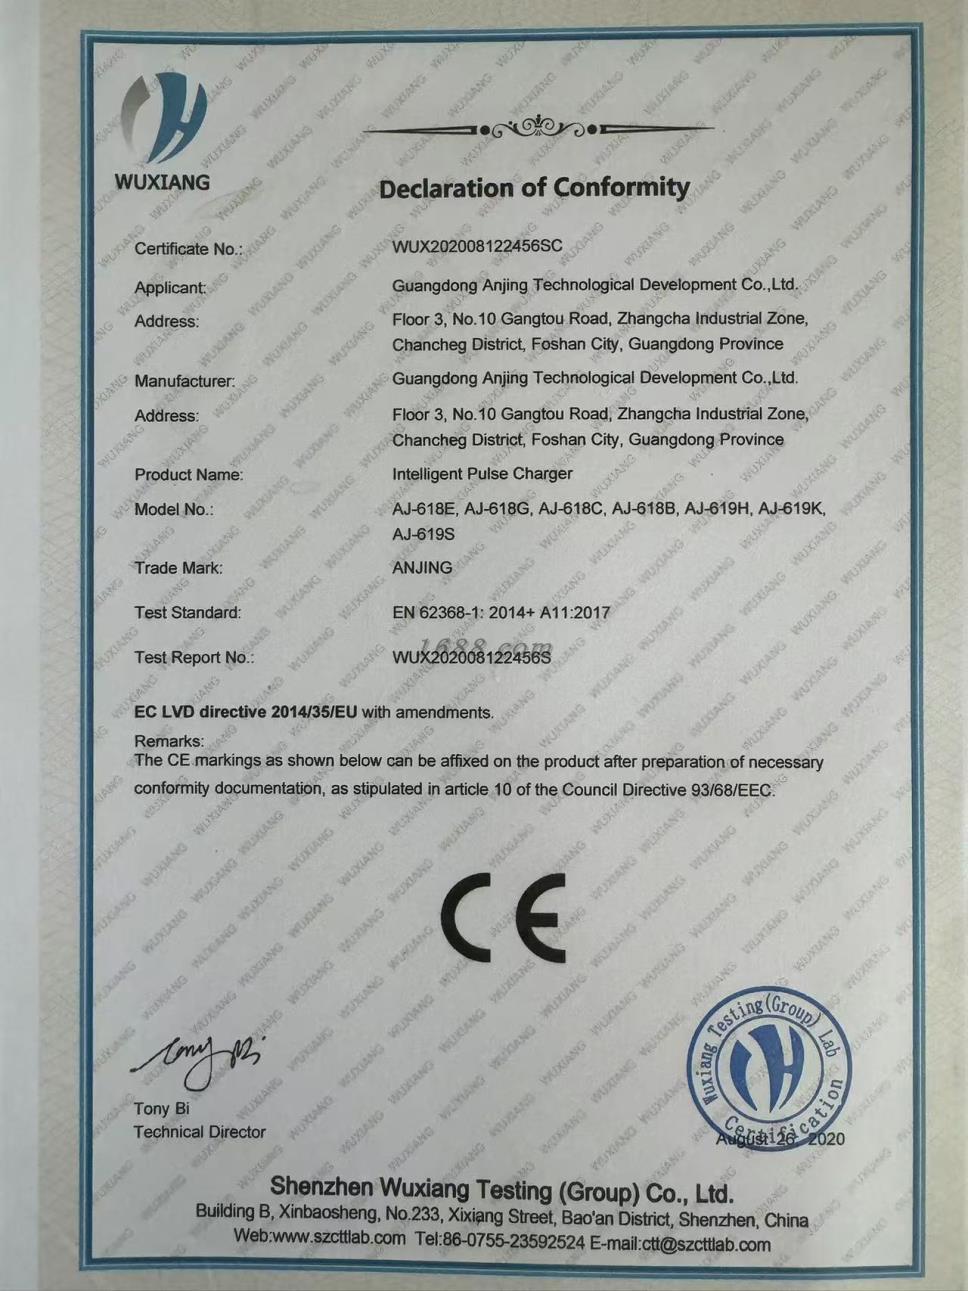 WUXIANG
Declaration of Conformity
Certificate No.: WUX202008122456SC
Applicant: Guangdong Anjing Technological Development Co.,Ltd.
Address: Floor 3, No.10 Gangtou Road, Zhangcha Industrial Zone,
Chancheg District, Foshan City, Guangdong Province
Manufacturer: Guangdong Anjing Technological Development Co.,Ltd.
Address: Floor 3, No.10 Gangtou Road, Zhangcha Industrial Zone,
Chancheg District, Foshan City, Guangdong Province
Product Name: Intelligent Pulse Charger
Model No.: AJ-618E, AJ-618G, AJ-618C, AJ-618B, AJ-619H, AJ-619K,
AJ-619S
Trade Mark: ANJING
Test Standard: EN 62368-1: 2014+ A11:2017
1688.com
Test Report No.: WUX202008122456S
EC LVD directive 2014/35/EU with amendments.
Remarks:
The CE markings as shown below can be affixed on the product after preparation of necessary
conformity documentation, as stipulated in article 10 of the Council Directive 93/68/EEC.
CE
Tony Bi
Tony Bi
Technical Director
Wuxiang Testing(Group) Lab
Certification
August 26, 2020
Shenzhen Wuxiang Testing (Group) Co., Ltd.
Building B, Xinbaosheng, No.233, Xixiang Street, Bao'an District, Shenzhen, China
Web:www.szcttlab.com Tel:86-0755-23592524 E-mail:ctt@szcttlab.com